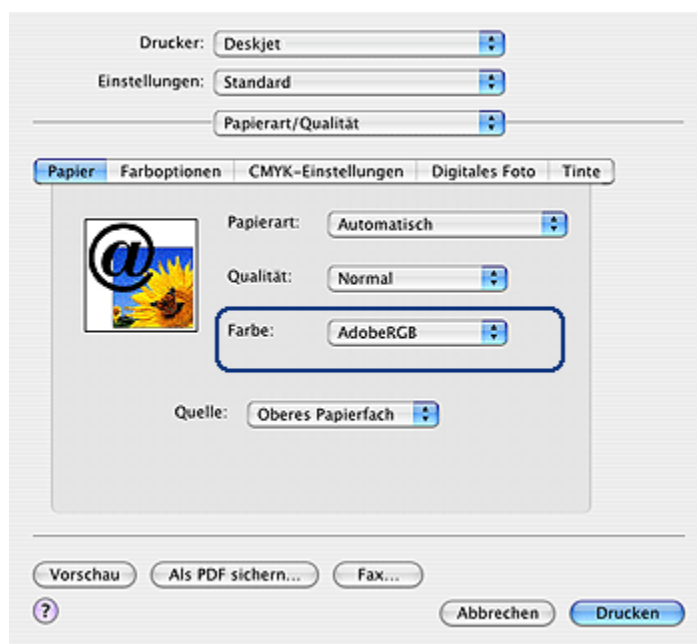 Drucker: Deskjet
Einstellungen: Standard
Papierart/Qualität
Papier Farboptionen CMYK-Einstellungen Digitales Foto Tinte
@
Papierart: Automatisch
Qualität: Normal
Farbe: AdobeRGB
Quelle: Oberes Papierfach
Vorschau Als PDF sichern... Fax...
? Abbrechen Drucken